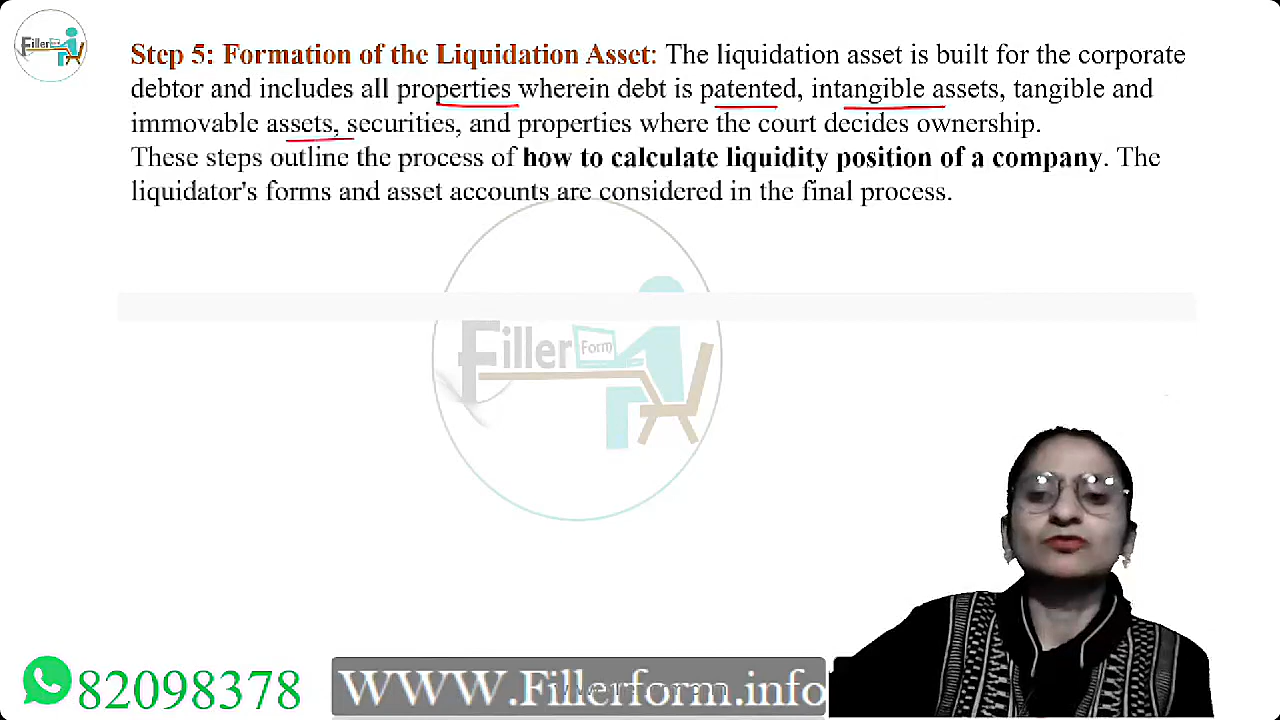 Filler Form
Step 5: Formation of the Liquidation Asset: The liquidation asset is built for the corporate
debtor and includes all properties wherein debt is patented, intangible assets, tangible and
immovable assets, securities, and properties where the court decides ownership.
These steps outline the process of how to calculate liquidity position of a company. The
liquidator's forms and asset accounts are considered in the final process.
Filler Form
82098378
WWW.Fillerform.info